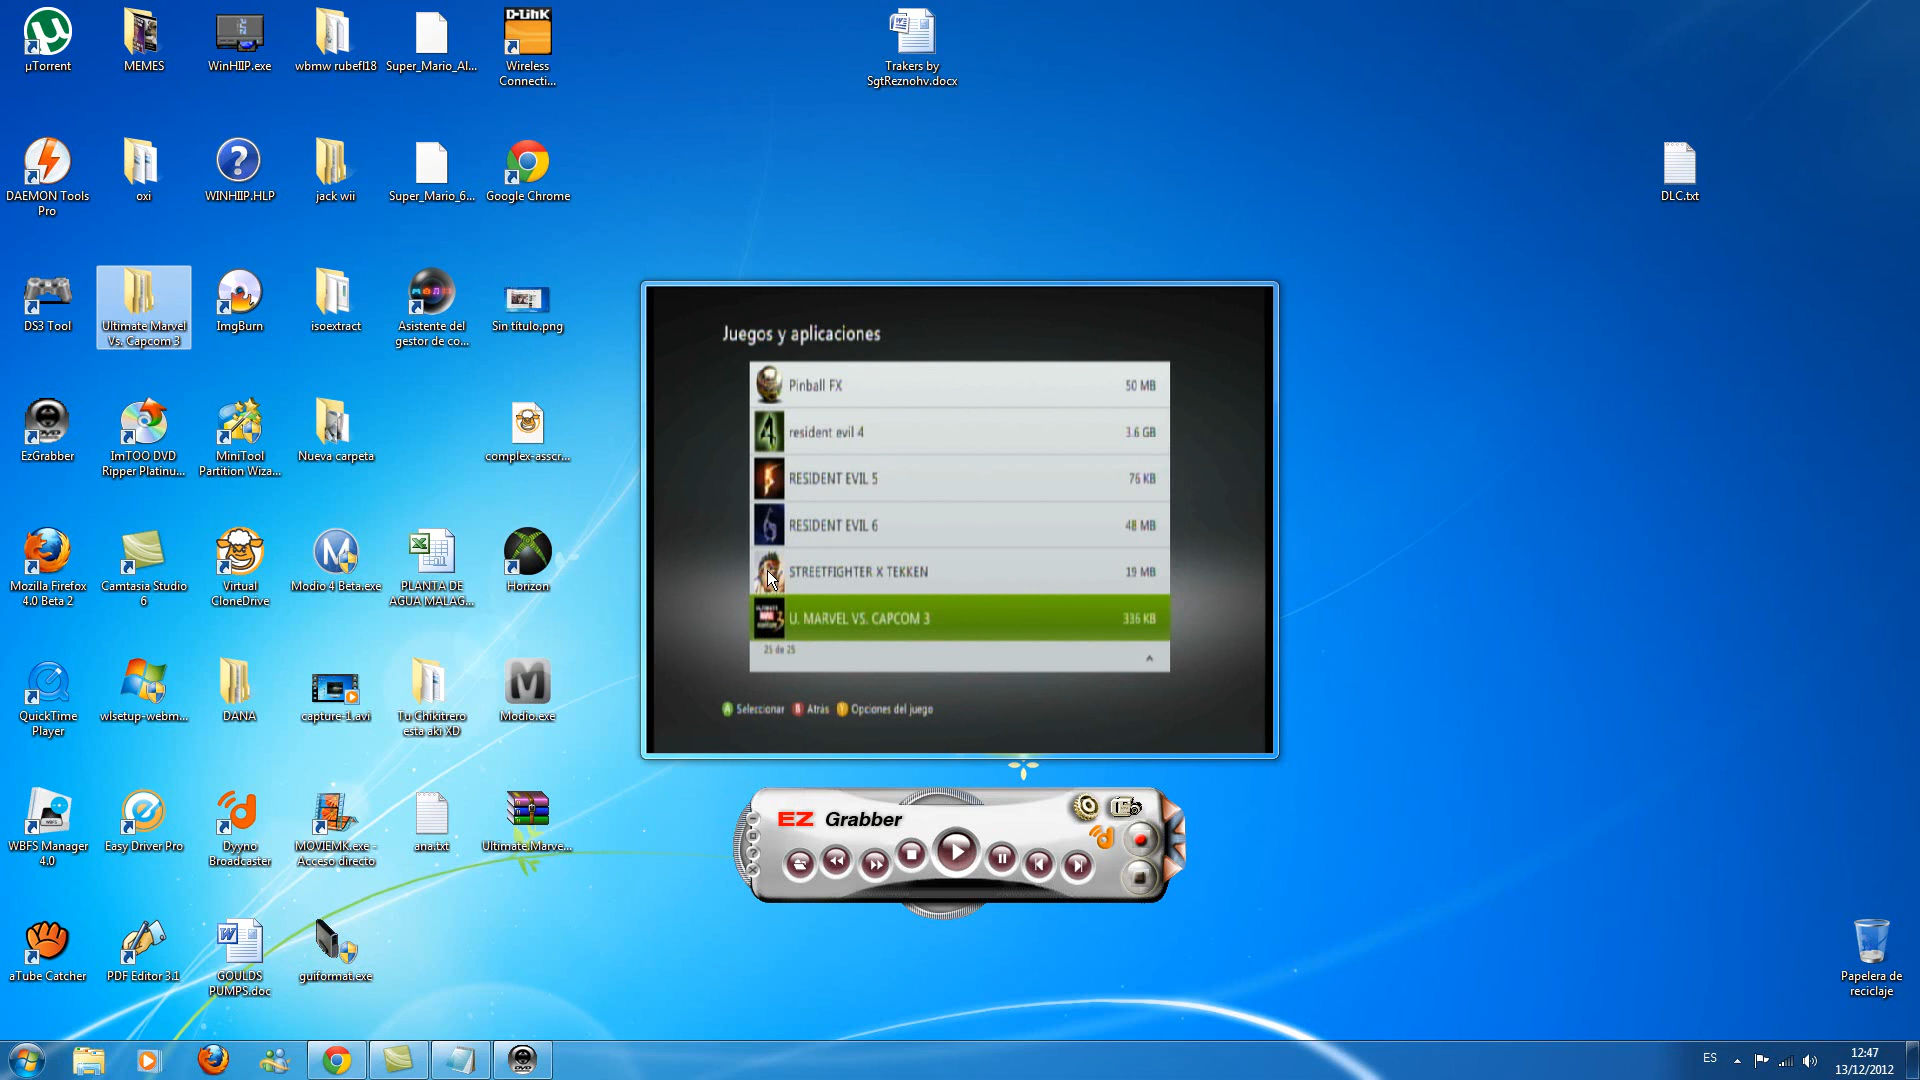 µTorrent
MEMES
WinHIIP.exe
wbmw rubefl18
Super_Mario_Al...
D-Link
Wireless
Connecti...
Trakers by
SgtReznohv.docx
DAEMON Tools
Pro
oxi
WINHIIP.HLP
jack wii
Super_Mario_6...
Google Chrome
DLC.txt
DS3 Tool
Ultimate Marvel
Vs. Capcom 3
ImgBurn
isoextract
Asistente del
gestor de co...
Sin título.png
EzGrabber
ImTOO DVD
Ripper Platinu...
MiniTool
Partition Wiza...
Nueva carpeta
complex-asscr...
Mozilla Firefox
4.0 Beta 2
Camtasia Studio
6
Virtual
CloneDrive
Modio 4 Beta.exe
PLANTA DE
AGUA MALAG...
Horizon
QuickTime
Player
wlsetup-webm...
DANA
capture-1.avi
Tu Chikitrero
esta aki XD
Modio.exe
WBFS Manager
4.0
Easy Driver Pro
Dyyno
Broadcaster
MOVIEMK.exe -
Acceso directo
ana.txt
Ultimate.Marve...
aTube Catcher
PDF Editor 3.1
GOULDS
PUMPS.doc
guiformat.exe
Juegos y aplicaciones
Pinball FX 50 MB
resident evil 4 3.6 GB
RESIDENT EVIL 5 76 KB
RESIDENT EVIL 6 48 MB
STREETFIGHTER X TEKKEN 19 MB
U. MARVEL VS. CAPCOM 3 336 KB
25 de 25
A Seleccionar B Atrás Y Opciones del juego
EZ Grabber
Papelera de
reciclaje
ES
12:47
13/12/2012